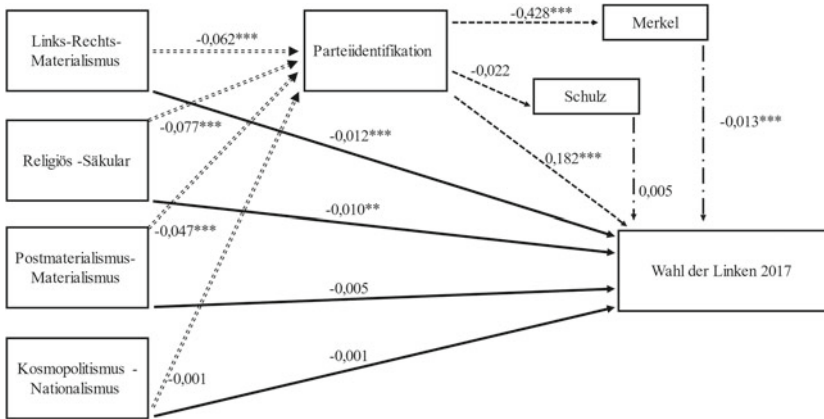 -0,428***
Merkel
Links-Rechts-
Materialismus
-0,062***
Parteiidentifikation
-0,022
Schulz
-0,077***
-0,012***
-0,013***
Religiös -Säkular
0,182***
0,005
-0,010**
-0,047***
Postmaterialismus-
Materialismus
Wahl der Linken 2017
-0,005
Kosmopolitismus -
Nationalismus
-0,001
-0,001